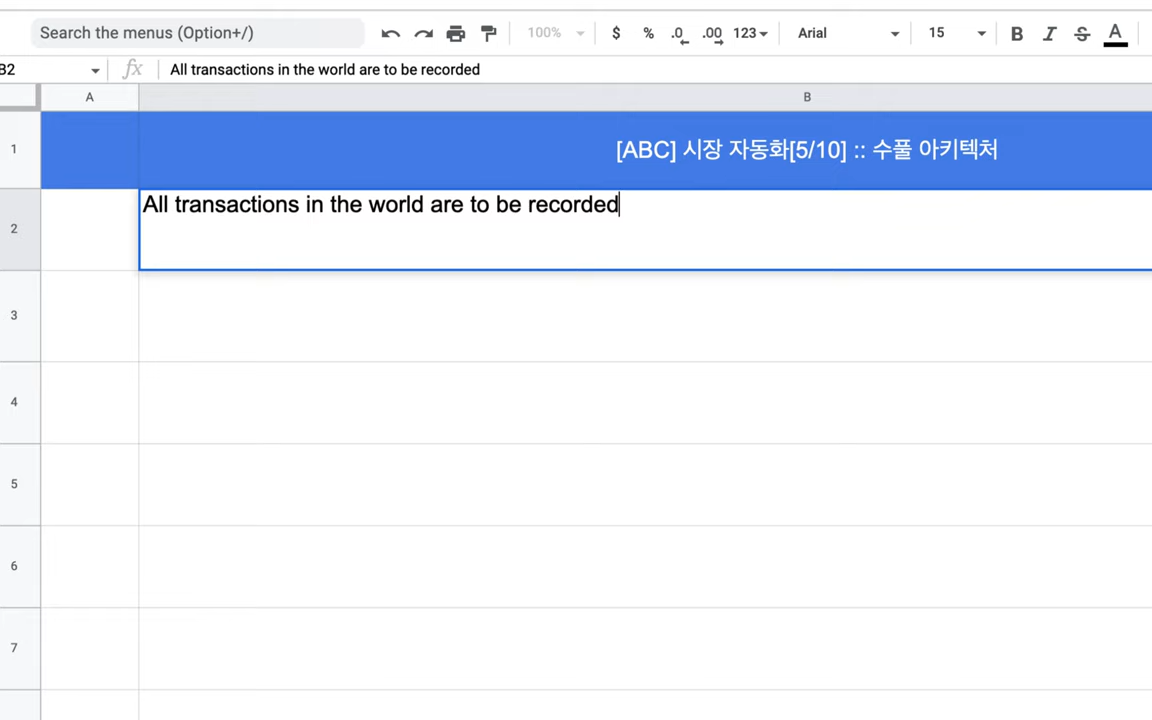 Search the menus (Option+/)
100%
$ % .0 .00 123
Arial
15
B I S A
B2
fx
All transactions in the world are to be recorded
A
B
1
[ABC] 시장 자동화[5/10] :: 수풀 아키텍처
2
All transactions in the world are to be recorded
3
4
5
6
7